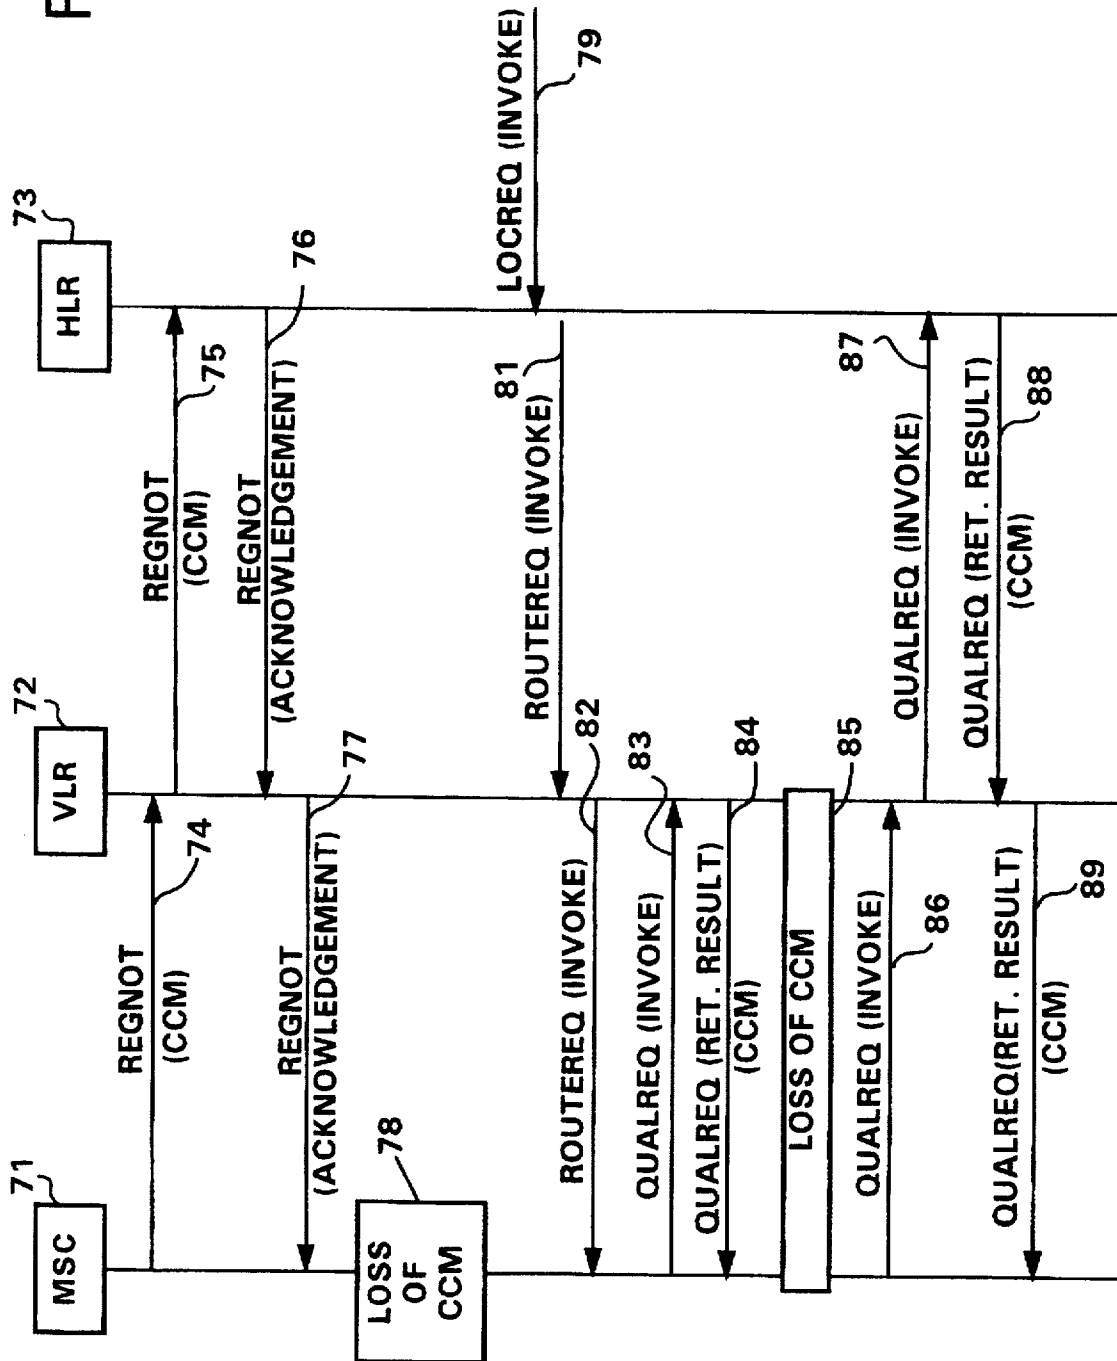 F
MSC
71
VLR
72
HLR
73
REGNOT
(CCM)
74
REGNOT
(CCM)
75
REGNOT
(ACKNOWLEDGEMENT)
76
REGNOT
(ACKNOWLEDGEMENT)
77
LOSS
OF
CCM
78
LOCREQ (INVOKE)
79
ROUTEREQ (INVOKE)
81
ROUTEREQ (INVOKE)
82
QUALREQ (INVOKE)
83
QUALREQ (RET. RESULT)
(CCM)
84
LOSS OF CCM
85
QUALREQ (INVOKE)
86
QUALREQ (INVOKE)
87
QUALREQ (RET. RESULT)
(CCM)
88
QUALREQ(RET. RESULT)
(CCM)
89